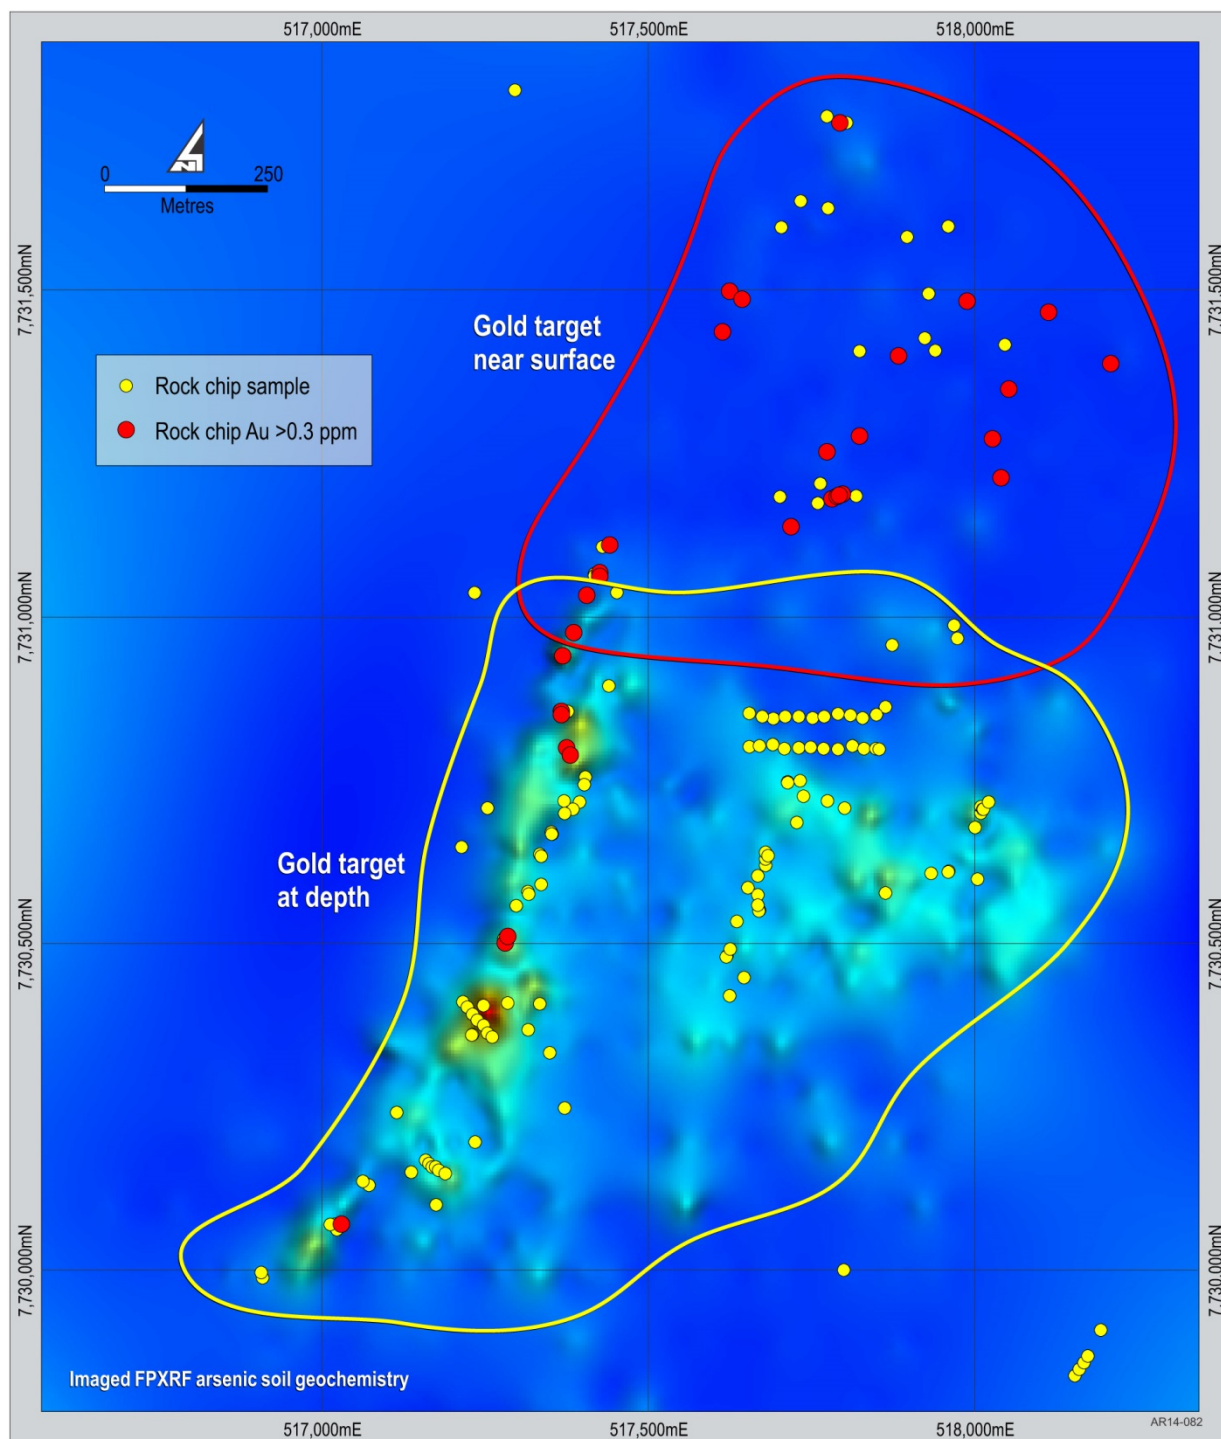 517,000mE 517,500mE 518,000mE
N
0 250
Metres
7,731,500mN 7,731,500mN
Gold target
near surface
Rock chip sample
Rock chip Au >0.3 ppm
7,731,000mN 7,731,000mN
Gold target
at depth
7,730,500mN 7,730,500mN
7,730,000mN 7,730,000mN
Imaged FPXRF arsenic soil geochemistry
517,000mE 517,500mE 518,000mE
AR14-082